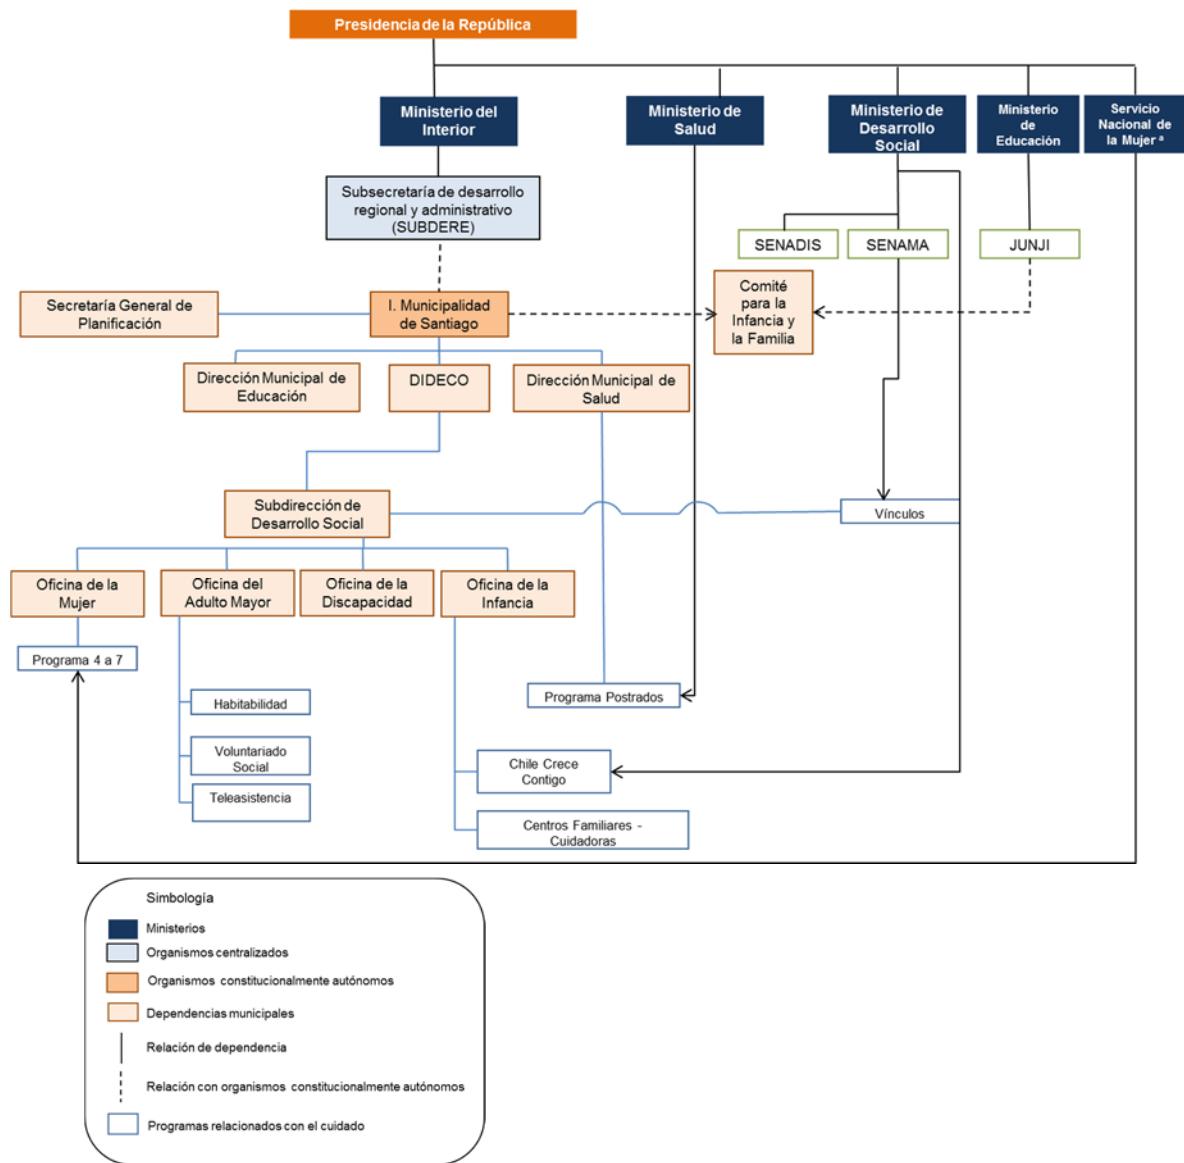 Presidencia de la República
Ministerio del
Interior
Ministerio de
Salud
Ministerio de
Desarrollo
Social
Ministerio
de
Educación
Servicio
Nacional de
la Mujer ª
Subsecretaría de desarrollo
regional y administrativo
(SUBDERE)
SENADIS
SENAMA
JUNJI
Secretaría General de
Planificación
I. Municipalidad
de Santiago
Comité
para la
Infancia y
la Familia
Dirección Municipal de
Educación
DIDECO
Dirección Municipal de
Salud
Subdirección de
Desarrollo Social
Vínculos
Oficina de la
Mujer
Oficina del
Adulto Mayor
Oficina de la
Discapacidad
Oficina de la
Infancia
Programa 4 a 7
Habitabilidad
Programa Postrados
Voluntariado
Social
Chile Crece
Contigo
Teleasistencia
Centros Familiares -
Cuidadoras
Simbología
Ministerios
Organismos centralizados
Organismos constitucionalmente autónomos
Dependencias municipales
Relación de dependencia
Relación con organismos constitucionalmente autónomos
Programas relacionados con el cuidado